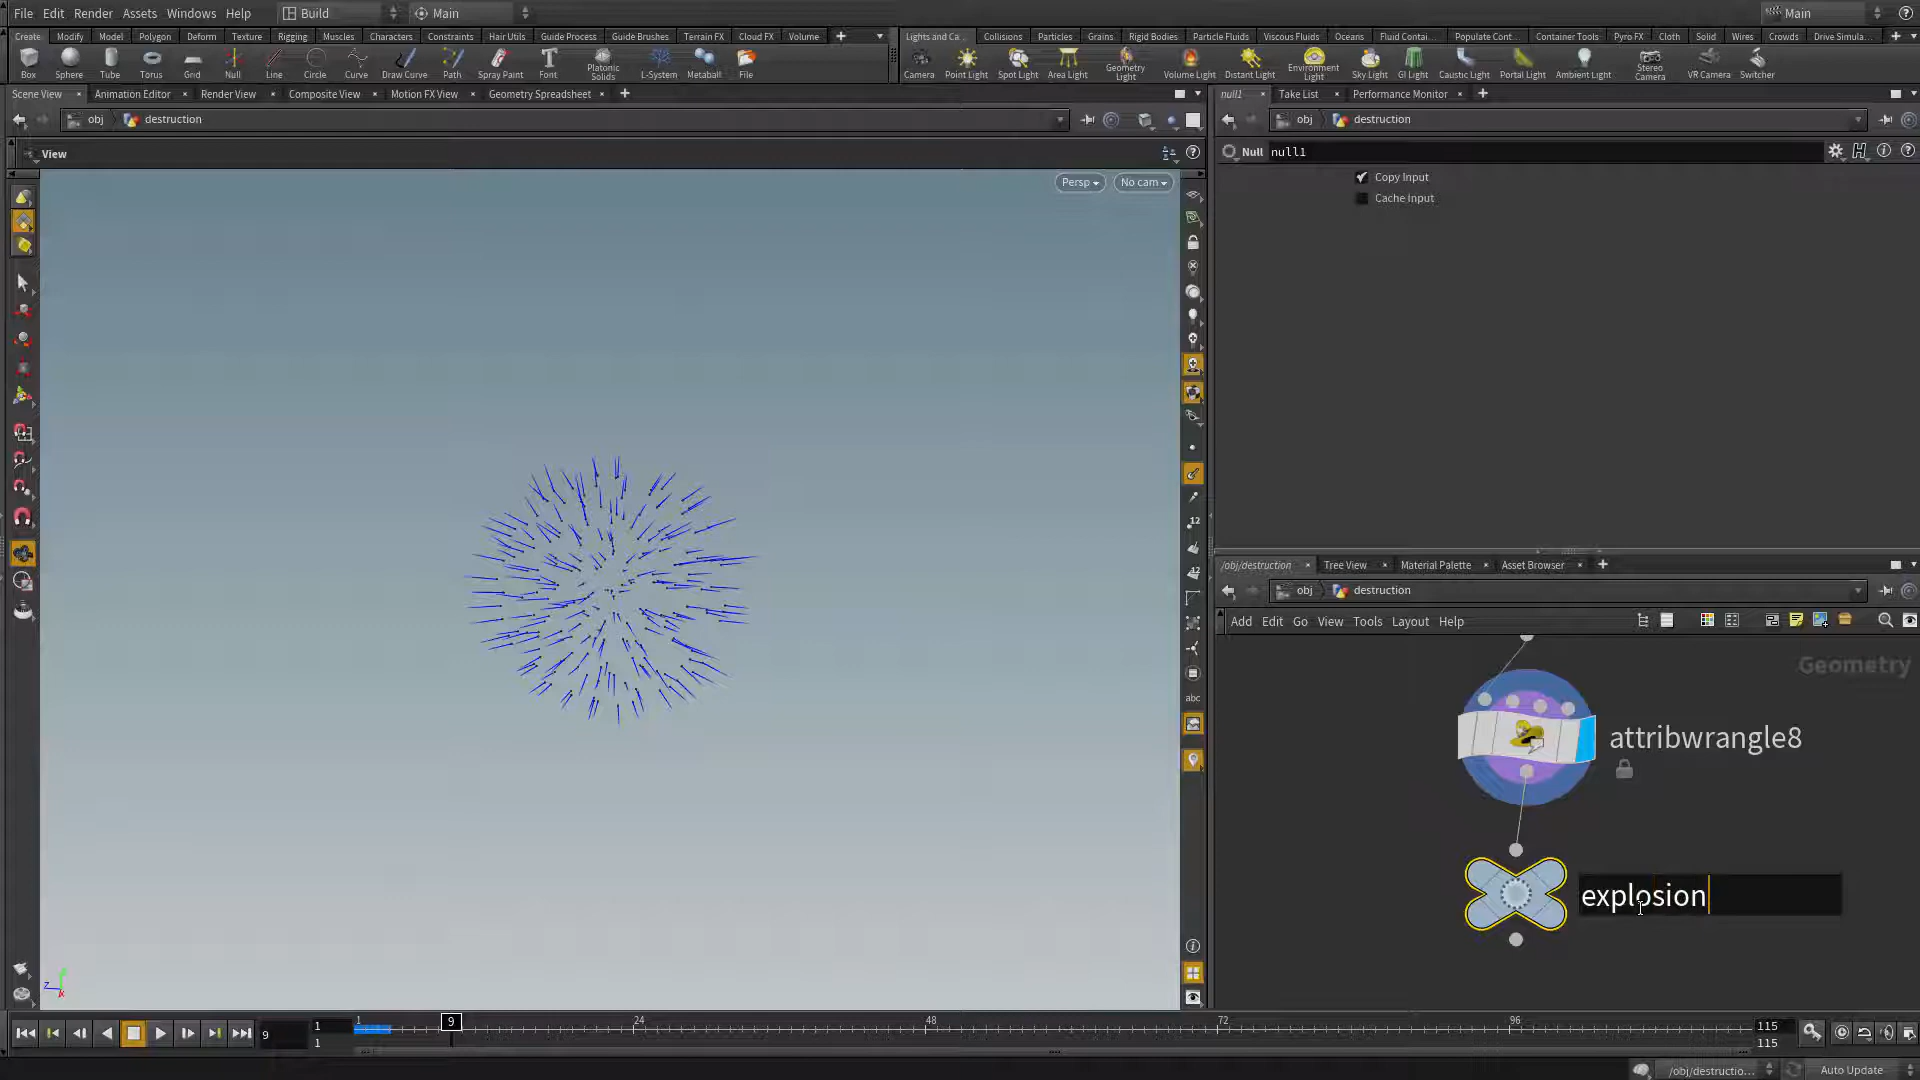 File Edit Render Assets Windows Help Build Main Main
Create Modify Model Polygon Deform Texture Rigging Muscles Characters Constraints Hair Utils Guide Process Guide Brushes Terrain FX Cloud FX Volume
Lights and Ca... Collisions Particles Grains Rigid Bodies Particle Fluids Viscous Fluids Oceans Fluid Contai... Populate Cont... Container Tools Pyro FX Cloth Solid Wires Crowds Drive Simula...
Box Sphere Tube Torus Grid Null Line Circle Curve Draw Curve Path Spray Paint Font Platonic Solids L-System Metaball File
Camera Point Light Spot Light Area Light Geometry Light Volume Light Distant Light Environment Light Sky Light GI Light Caustic Light Portal Light Ambient Light Stereo Camera VR Camera Switcher
Scene View Animation Editor Render View Composite View Motion FX View Geometry Spreadsheet
null1 Take List Performance Monitor
obj destruction
obj destruction
View
Null null1
Copy Input
Cache Input
Persp No cam
12
12
abc
z x
/obj/destruction Tree View Material Palette Asset Browser
obj destruction
Add Edit Go View Tools Layout Help
Geometry
attribwrangle8
explosion
9 1 1 1 9 24 48 72 96 115 115
/obj/destructio... Auto Update